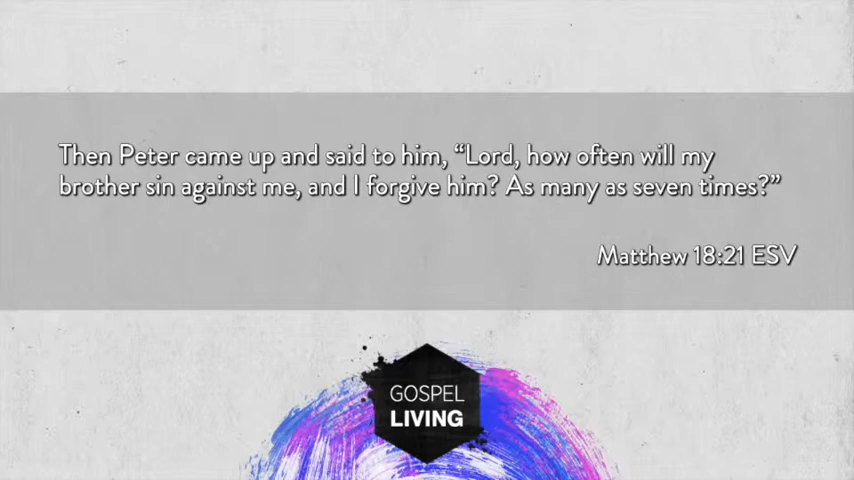 Then Peter came up and said to him, “Lord, how often will my
brother sin against me, and I forgive him? As many as seven times?”
Matthew 18:21 ESV
GOSPEL
LIVING